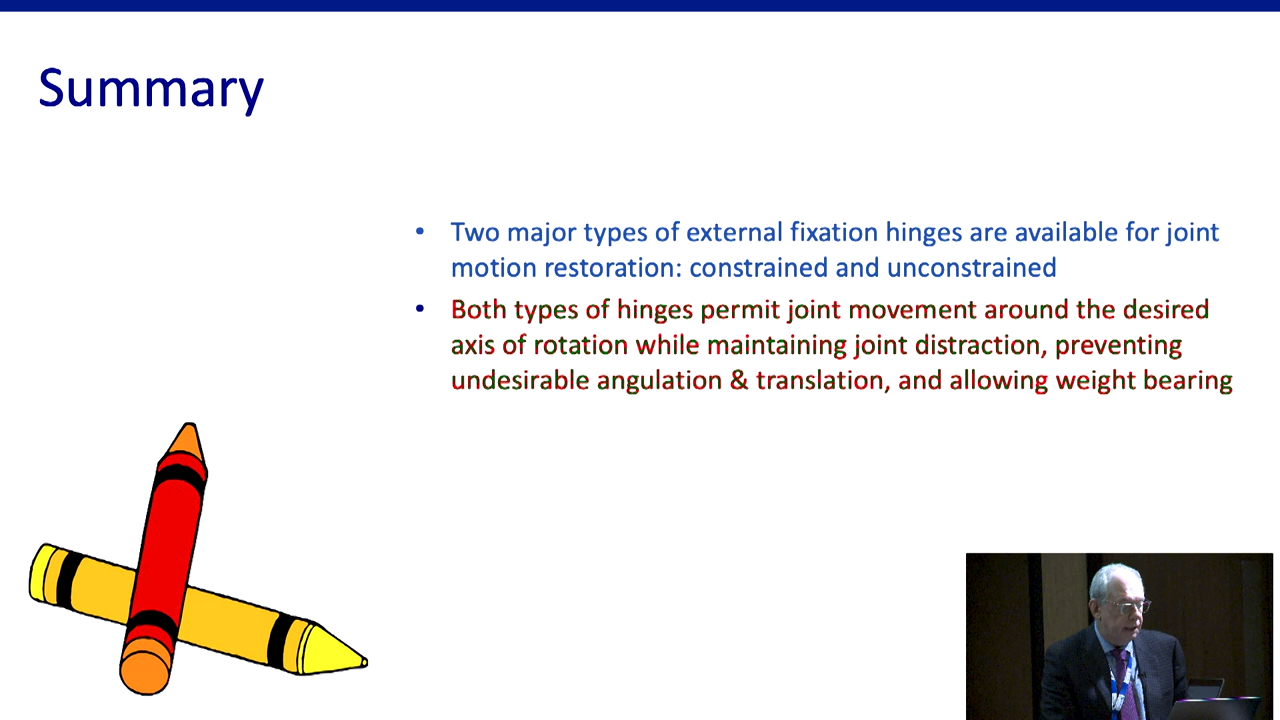 Summary
• Two major types of external fixation hinges are available for joint
motion restoration: constrained and unconstrained
• Both types of hinges permit joint movement around the desired
axis of rotation while maintaining joint distraction, preventing
undesirable angulation & translation, and allowing weight bearing